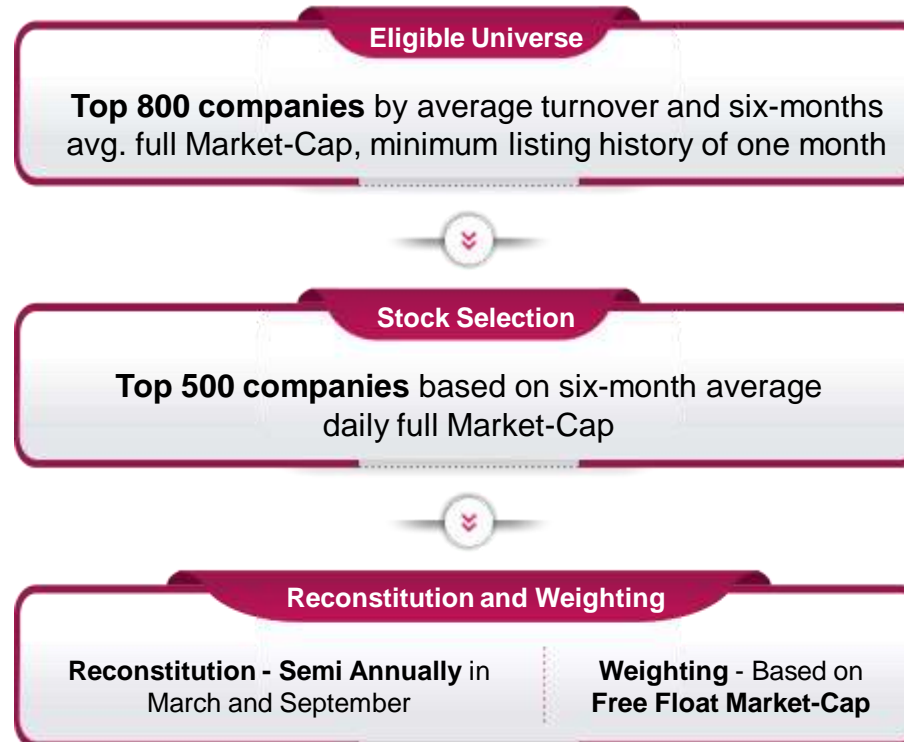 Eligible Universe
Top 800 companies by average turnover and six-months
avg. full Market-Cap, minimum listing history of one month
Stock Selection
Top 500 companies based on six-month average
daily full Market-Cap
Reconstitution and Weighting
Reconstitution - Semi Annually in
March and September
Weighting - Based on
Free Float Market-Cap